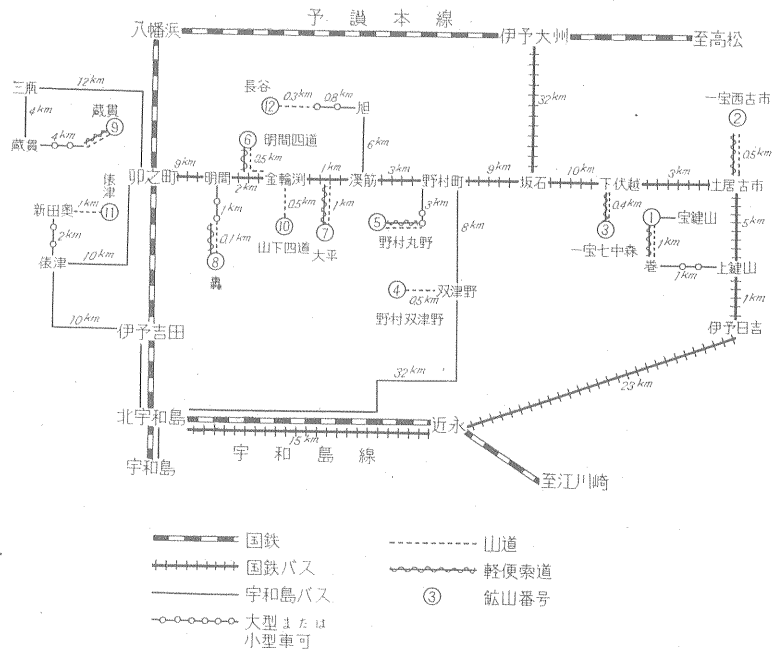 予讃本線
八幡浜
伊予大州
至高松
三瓶
12km
長谷
⑫
0.3km
0.8km
旭
32km
一宝西古市
②
4km
蔵貫
⑨
⑥
明間四道
0.5km
6km
0.5km
蔵貫
4km
卯之町
9km
明間
2km
金輪渕
1km
渓筋
3km
野村町
9km
坂石
10km
下伏越
3km
土居古市
俵津
新田奥
1km
⑪
1km
0.5km
1km
3km
0.4km
①
宝鍵山
2km
0.1km
⑩
⑦
⑤
8km
③
1km
5km
山下四道
大平
野村丸野
一宝七中森
俵津
10km
⑧
轟
巻
1km
上鍵山
④
0.5km
双津野
1km
10km
野村双津野
伊予吉田
伊予日吉
32km
23km
北宇和島
近永
15km
宇和島
宇和島線
至江川崎
国鉄
山道
国鉄バス
軽便索道
宇和島バス
③
鉱山番号
大型または
小型車可